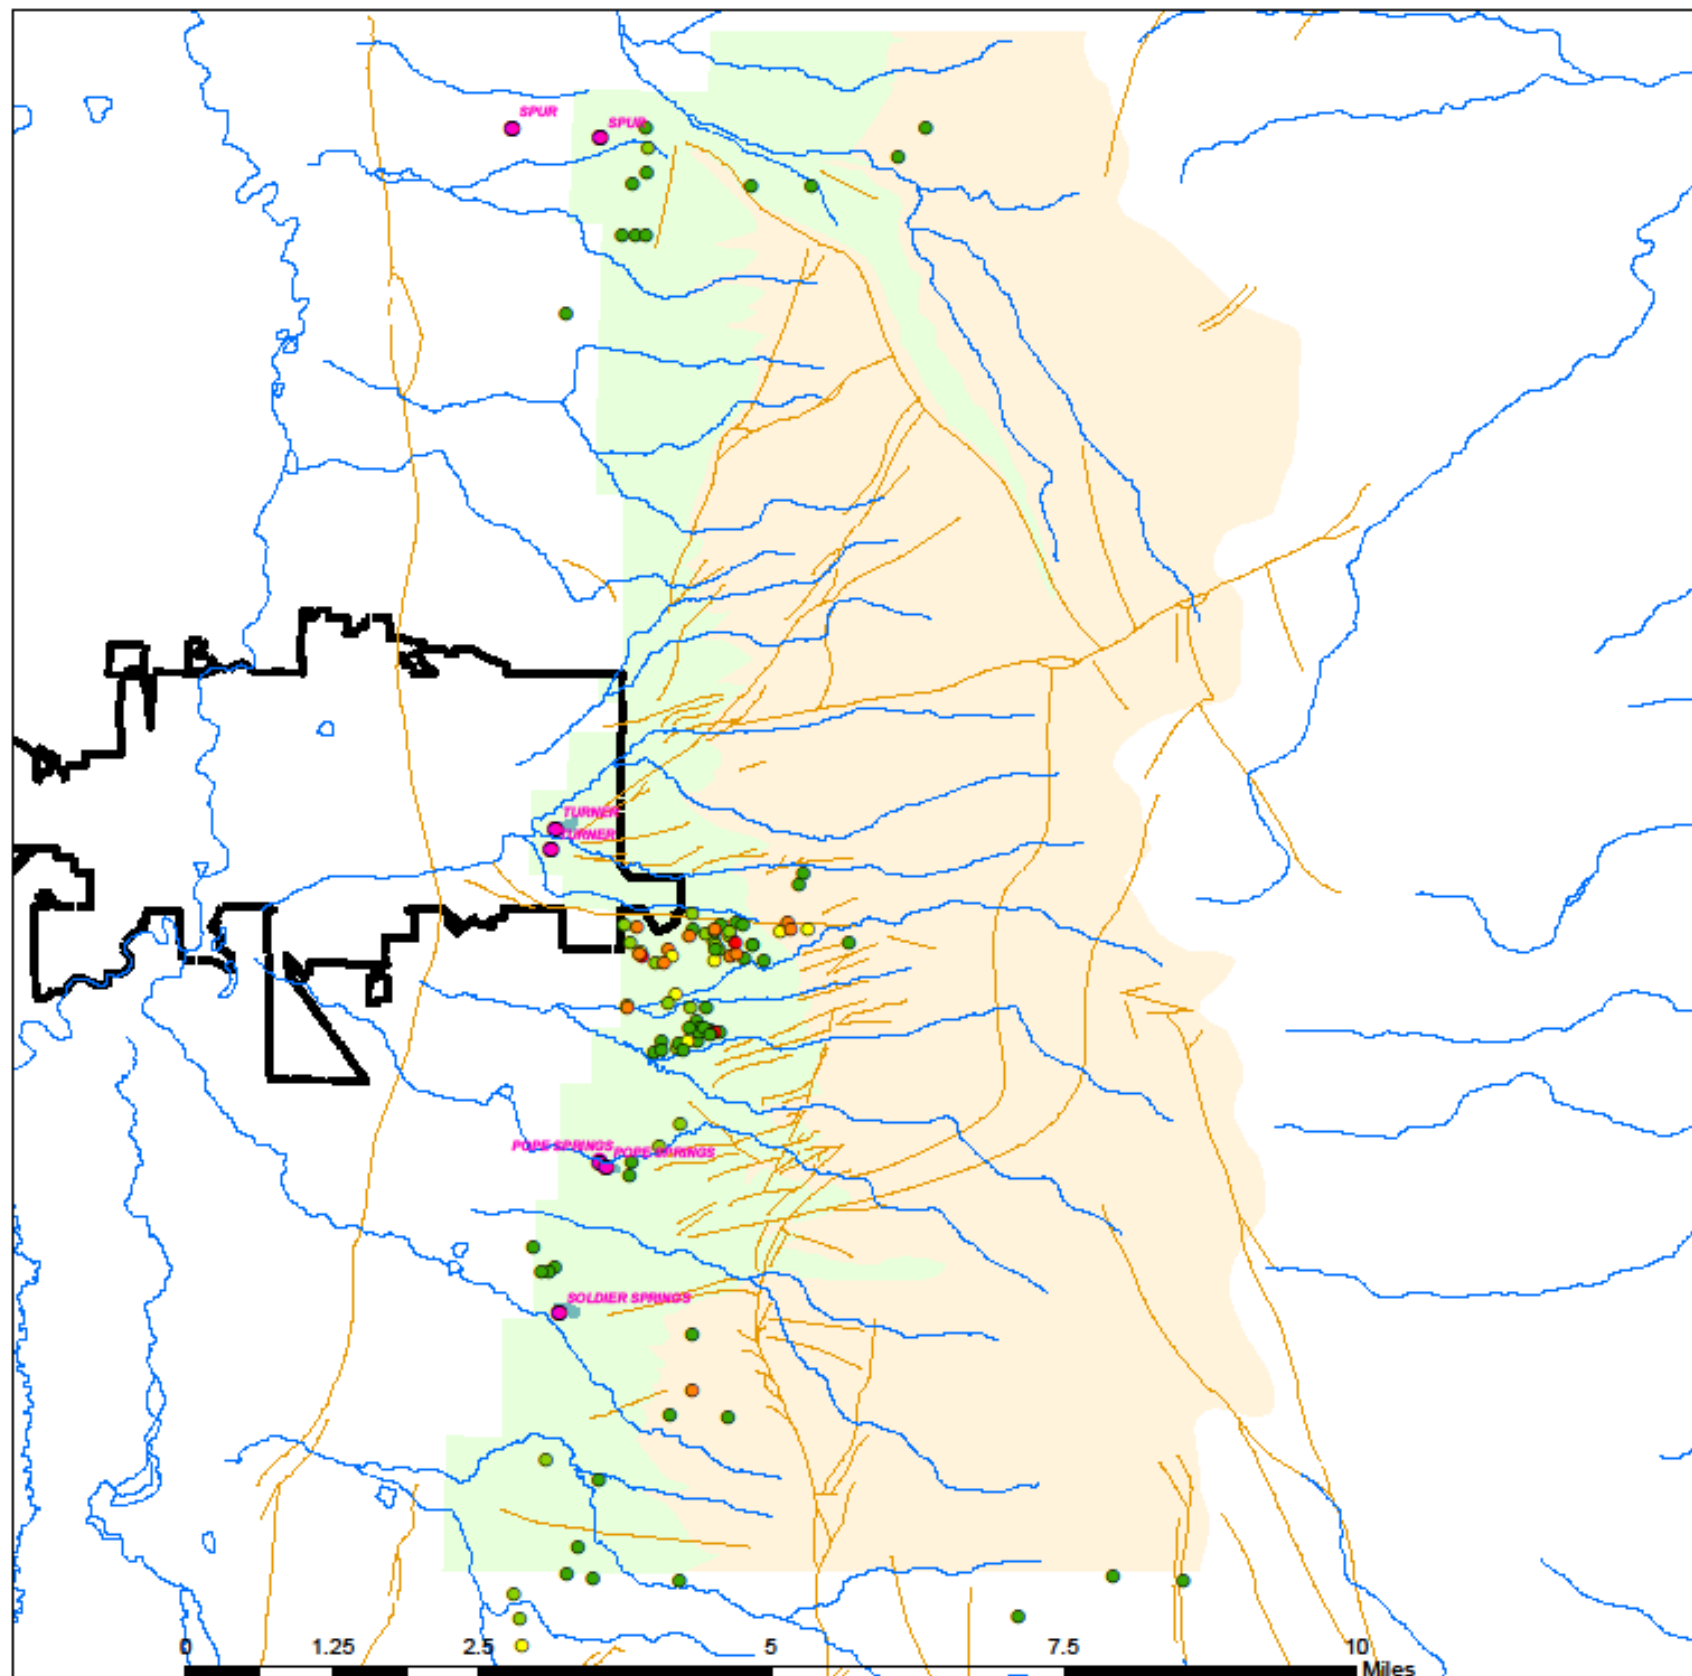 SPUR
SPUR
TURNER
TURNER
POPE SPRINGS
POPE SPRINGS
SOLDIER SPRINGS
0 1.25 2.5 5 7.5 10
Miles